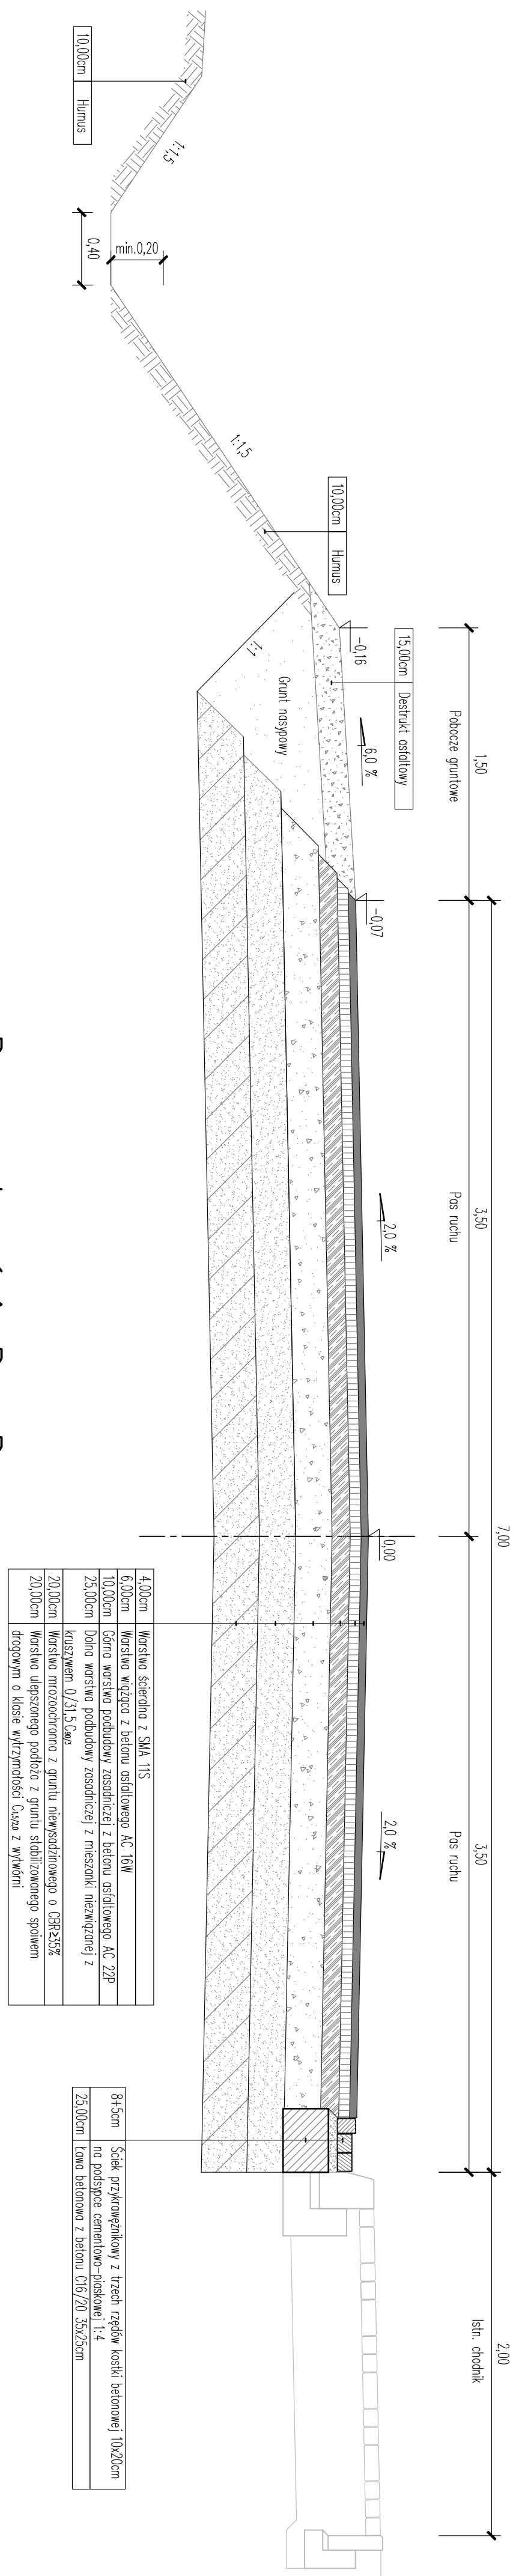 7,00
2,00
1,50
3,50
3,50
Pobocze gruntowe
Pas ruchu
Pas ruchu
Istn. chodnik
15,00cm Destrukt asfaltowy
-0,16
6,0 %
-0,07
2,0 %
0,00
2,0 %
10,00cm Humus
1:1,5
1:1
Grunt nasypowy
1:1,5
min.0,20
0,40
10,00cm Humus
4,00cm Warstwa ścieralna z SMA 11S
6,00cm Warstwa wiążąca z betonu asfaltowego AC 16W
10,00cm Górna warstwa podbudowy zasadniczej z betonu asfaltowego AC 22P
25,00cm Dolna warstwa podbudowy zasadniczej z mieszanki niezwiązanej z
kruszywem 0/31,5 C90/3
20,00cm Warstwa mrozoochronna z gruntu niewysadzinowego o CBR≥35%
20,00cm Warstwa ulepszonego podłoża z gruntu stabilizowanego spoiwem
drogowym o klasie wytrzymałości C1,5/2,0 z wytwórni
8+5cm Ściek przykrawężnikowy z trzech rzędów kostki betonowej 10x20cm
na podsypce cementowo-piaskowej 1:4
25,00cm Ława betonowa z betonu C16/20 35x25cm